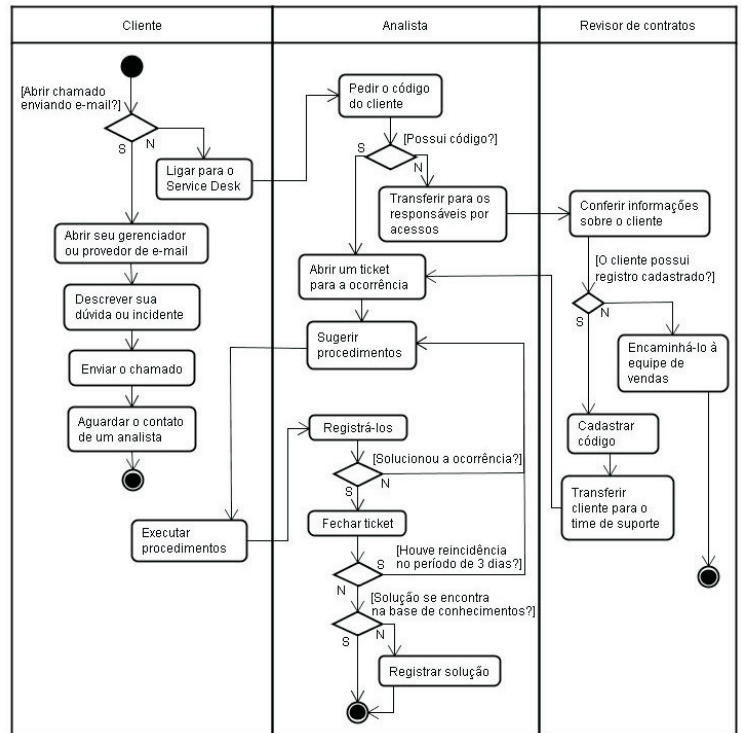 Cliente
Analista
Revisor de contratos
[Abrir chamado
enviando e-mail?]
S
N
Ligar para o
Service Desk
Abrir seu gerenciador
ou provedor de e-mail
Descrever sua
dúvida ou incidente
Enviar o chamado
Aguardar o contato
de um analista
Executar
procedimentos
Pedir o código
do cliente
[Possui código?]
S
N
Transferir para os
responsáveis por
acessos
Abrir um ticket
para a ocorrência
Sugerir
procedimentos
Registrá-los
[Solucionou a ocorrência?]
S
N
Fechar ticket
[Houve reincidência
no período de 3 dias?]
S
N
[Solução se encontra
na base de conhecimentos?]
S
N
Registrar solução
Conferir informações
sobre o cliente
[O cliente possui
registro cadastrado?]
S
N
Encaminhá-lo à
equipe de
vendas
Cadastrar
código
Transferir
cliente para o
time de suporte